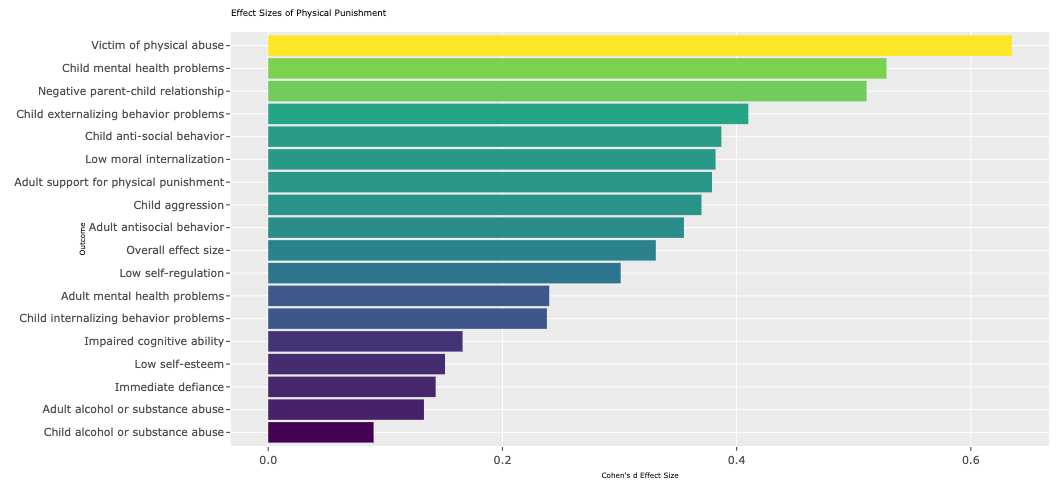 Effect Sizes of Physical Punishment
Victim of physical abuse
Child mental health problems
Negative parent-child relationship
Child externalizing behavior problems
Child anti-social behavior
Low moral internalization
Adult support for physical punishment
Child aggression
Adult antisocial behavior
Overall effect size
Low self-regulation
Adult mental health problems
Child internalizing behavior problems
Impaired cognitive ability
Low self-esteem
Immediate defiance
Adult alcohol or substance abuse
Child alcohol or substance abuse
Outcome
0.0 0.2 0.4 0.6
Cohen's d Effect Size